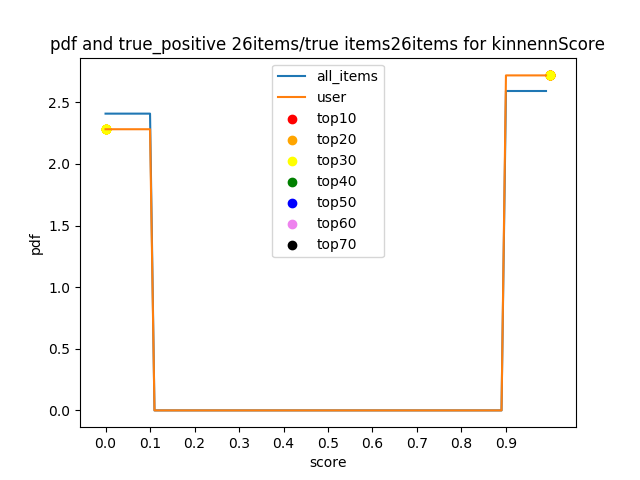 pdf and true_positive 26items/true items26items for kinnennScore
all_items
user
top10
top20
top30
top40
top50
top60
top70
2.5
2.0
1.5
1.0
0.5
0.0
pdf
0.0 0.1 0.2 0.3 0.4 0.5 0.6 0.7 0.8 0.9
score